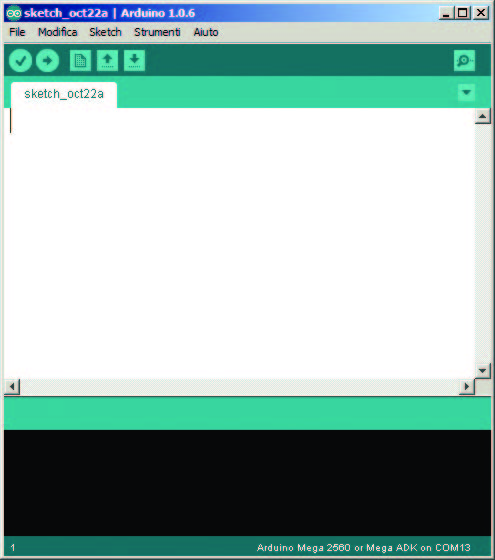 sketch_oct22a | Arduino 1.0.6
File Modifica Sketch Strumenti Aiuto
sketch_oct22a
1 Arduino Mega 2560 or Mega ADK on COM13